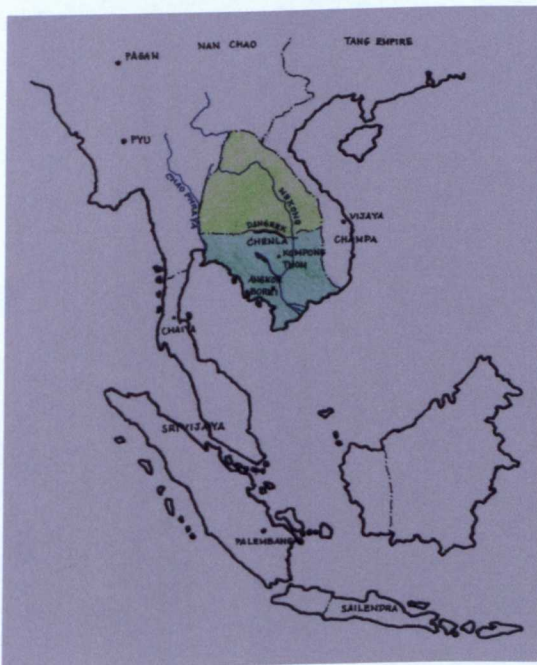 PAGAN
NAN CHAO
TANG EMPIRE
PYU
CHAO PHRAYA
MEKONG
VIJAYA
CHAMPA
DANGREK
CHENLA
KOMPONG
THOM
ANGKOR
BOREI
CHAIYA
SRIVIJAYA
PALEMBANG
SAILENDRA